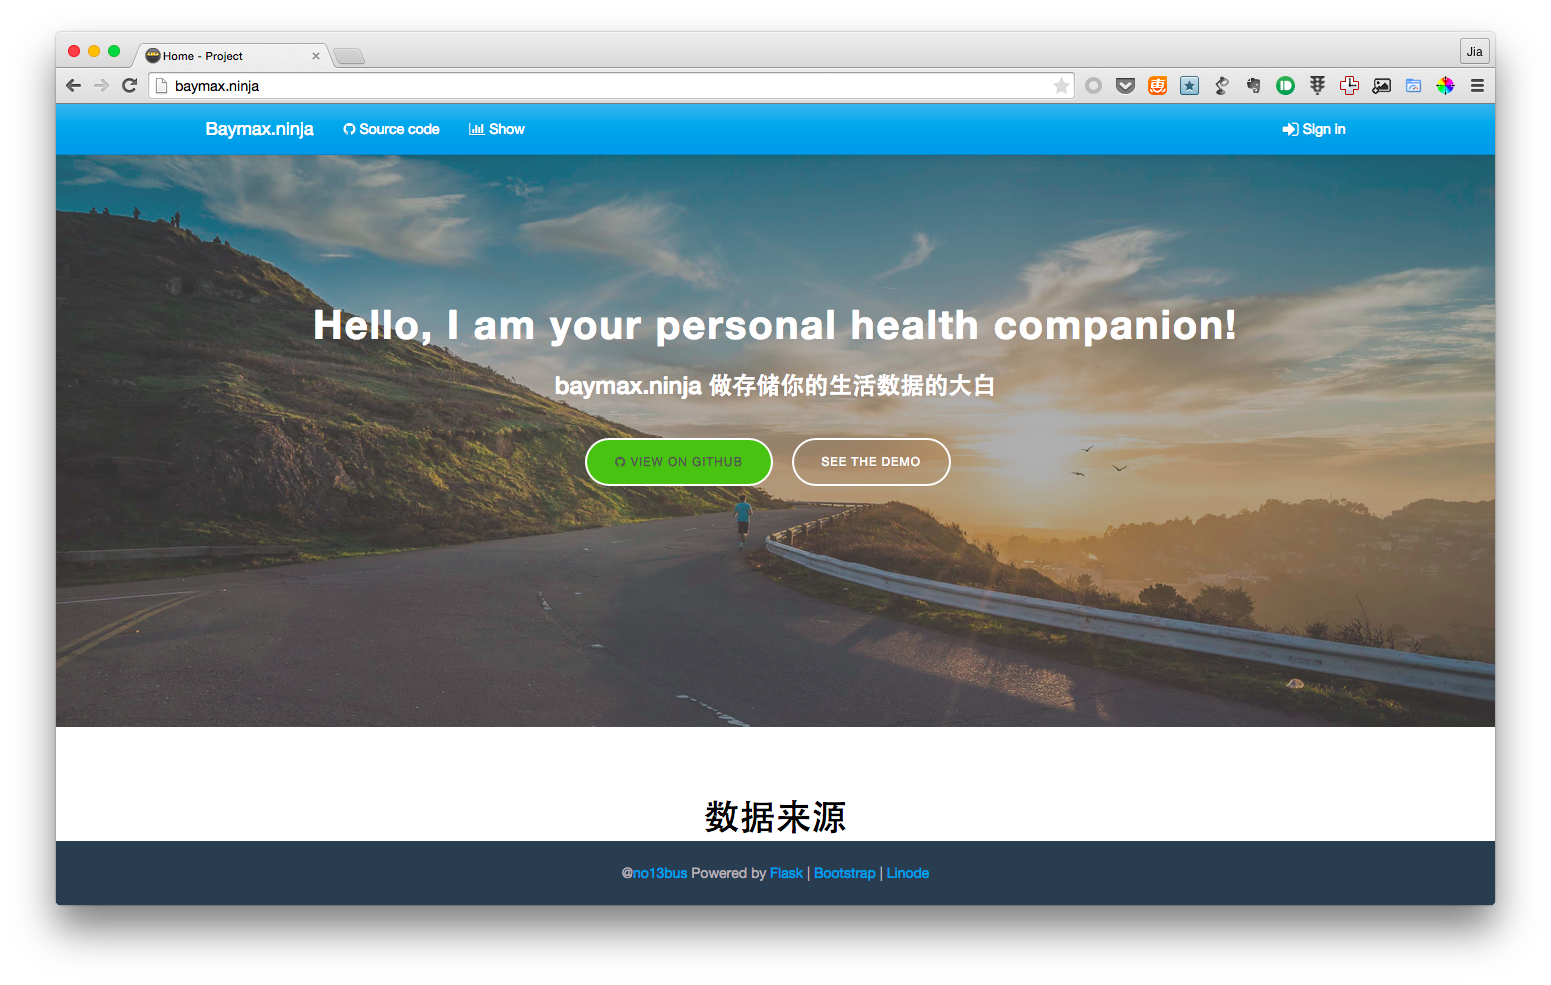 Home - Project
Jia
baymax.ninja
Baymax.ninja Source code Show Sign in
Hello, I am your personal health companion!
baymax.ninja 做存储你的生活数据的大白
VIEW ON GITHUB SEE THE DEMO
数据来源
@no13bus Powered by Flask | Bootstrap | Linode